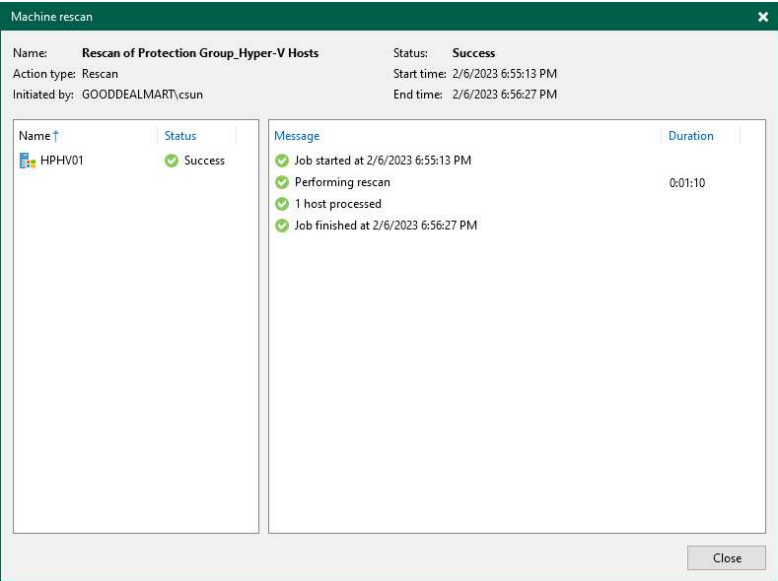 Machine rescan
Name: Rescan of Protection Group_Hyper-V Hosts Status: Success
Action type: Rescan Start time: 2/6/2023 6:55:13 PM
Initiated by: GOODDEALMART\csun End time: 2/6/2023 6:56:27 PM
Name Status
HPHV01 Success
Message Duration
Job started at 2/6/2023 6:55:13 PM
Performing rescan 0:01:10
1 host processed
Job finished at 2/6/2023 6:56:27 PM
Close